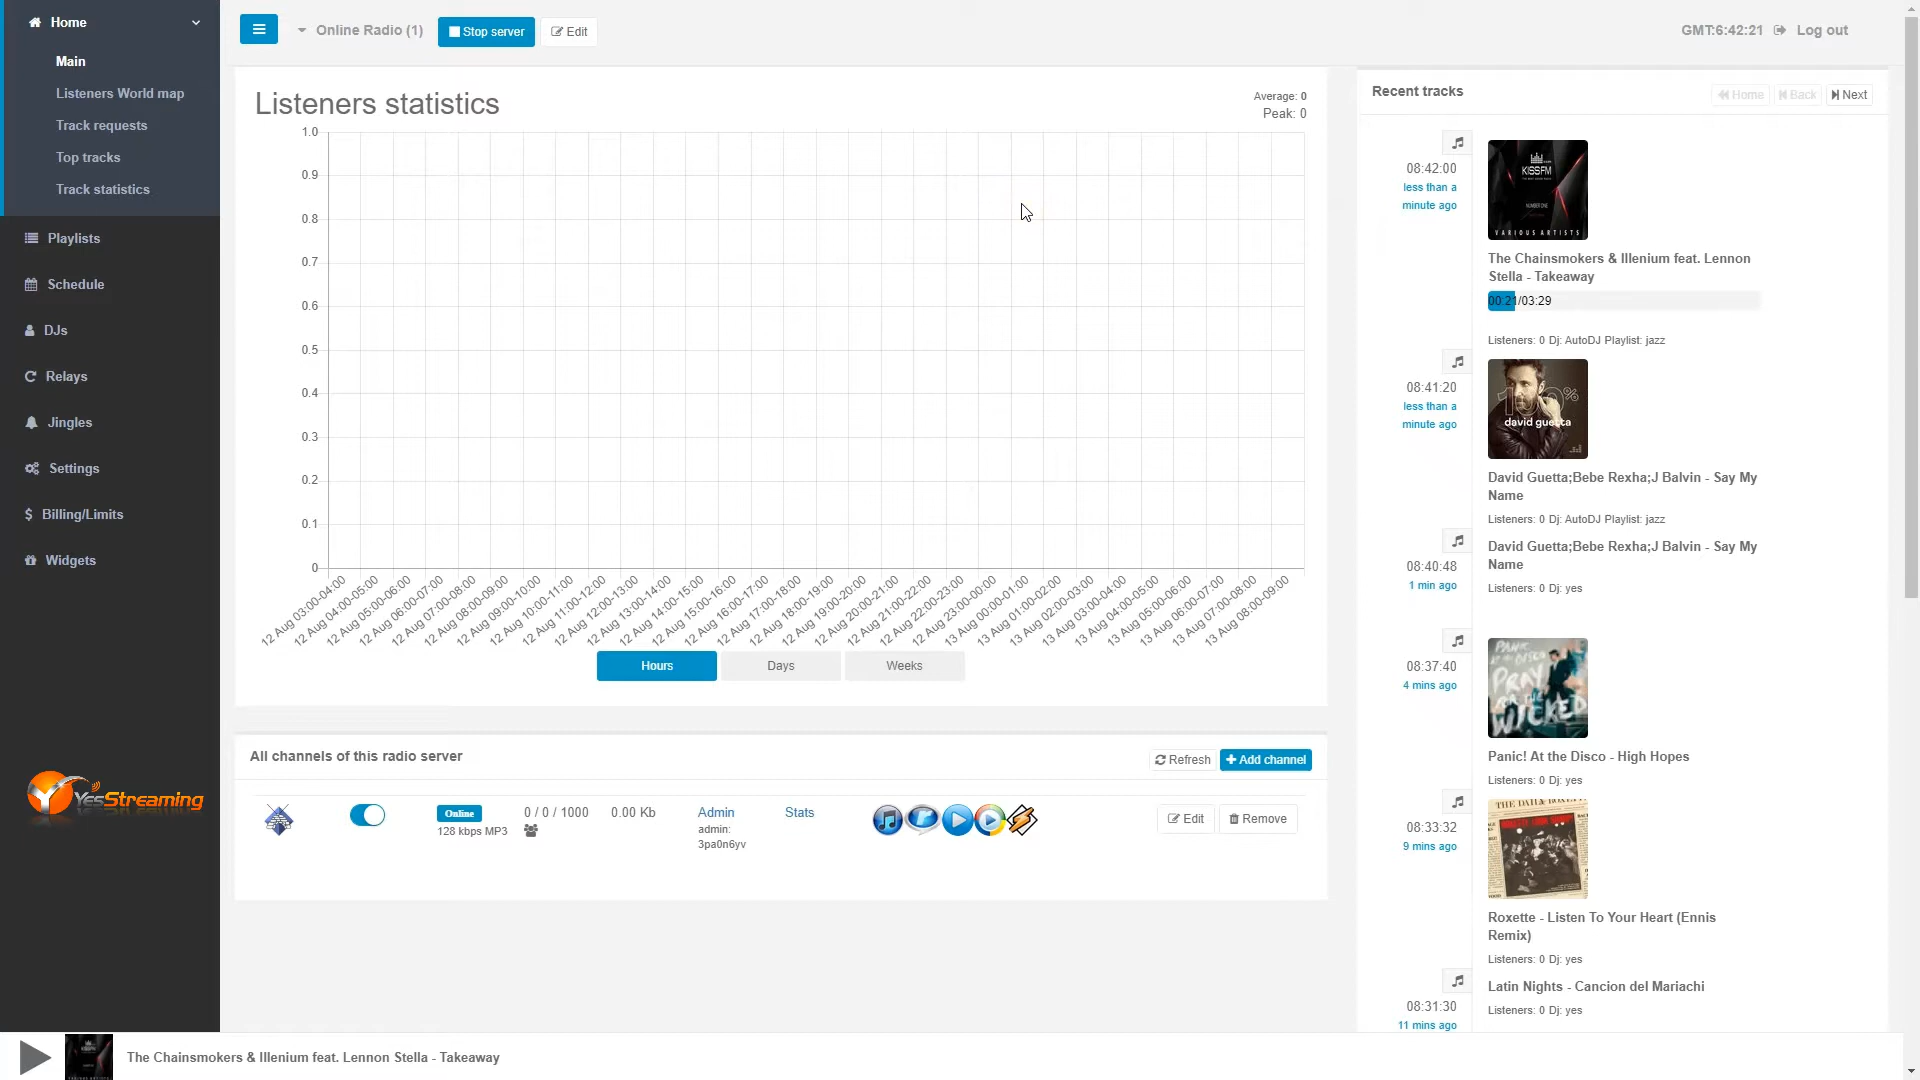 Home
Main
Listeners World map
Track requests
Top tracks
Track statistics
Playlists
Schedule
DJs
Relays
Jingles
Settings
Billing/Limits
Widgets
YesStreaming
Online Radio (1)
Stop server
Edit
GMT:6:42:21
Log out
Listeners statistics
Average: 0
Peak: 0
1.0
0.9
0.8
0.7
0.6
0.5
0.4
0.3
0.2
0.1
0
12 Aug 03:00-04:00
12 Aug 04:00-05:00
12 Aug 05:00-06:00
12 Aug 06:00-07:00
12 Aug 07:00-08:00
12 Aug 08:00-09:00
12 Aug 09:00-10:00
12 Aug 10:00-11:00
12 Aug 11:00-12:00
12 Aug 12:00-13:00
12 Aug 13:00-14:00
12 Aug 14:00-15:00
12 Aug 15:00-16:00
12 Aug 16:00-17:00
12 Aug 17:00-18:00
12 Aug 18:00-19:00
12 Aug 19:00-20:00
12 Aug 20:00-21:00
12 Aug 21:00-22:00
12 Aug 22:00-23:00
12 Aug 23:00-00:00
13 Aug 00:00-01:00
13 Aug 01:00-02:00
13 Aug 02:00-03:00
13 Aug 03:00-04:00
13 Aug 04:00-05:00
13 Aug 05:00-06:00
13 Aug 06:00-07:00
13 Aug 07:00-08:00
13 Aug 08:00-09:00
Hours
Days
Weeks
All channels of this radio server
Refresh
Add channel
Online
128 kbps MP3
0 / 0 / 1000
0.00 Kb
Admin
admin:
3pa0n6yv
Stats
Edit
Remove
Recent tracks
Home
Back
Next
08:42:00
less than a
minute ago
KISSFM
NUMBER ONE
VARIOUS ARTISTS
The Chainsmokers & Illenium feat. Lennon
Stella - Takeaway
00:21/03:29
Listeners: 0 Dj: AutoDJ Playlist: jazz
08:41:20
less than a
minute ago
100%
david guetta
David Guetta;Bebe Rexha;J Balvin - Say My
Name
Listeners: 0 Dj: AutoDJ Playlist: jazz
08:40:48
1 min ago
David Guetta;Bebe Rexha;J Balvin - Say My
Name
Listeners: 0 Dj: yes
08:37:40
4 mins ago
PANIC!
AT THE DISCO
PRAY
FOR THE
WICKED
Panic! At the Disco - High Hopes
Listeners: 0 Dj: yes
08:33:32
9 mins ago
Roxette - Listen To Your Heart (Ennis
Remix)
Listeners: 0 Dj: yes
08:31:30
11 mins ago
Latin Nights - Cancion del Mariachi
Listeners: 0 Dj: yes
The Chainsmokers & Illenium feat. Lennon Stella - Takeaway